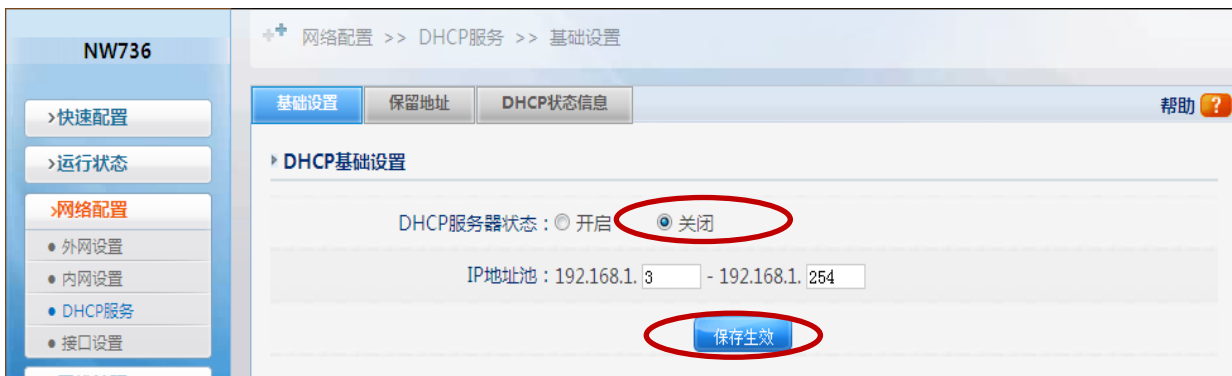 NW736
网络配置 >> DHCP服务 >> 基础设置
基础设置 保留地址 DHCP状态信息
帮助 ?
>快速配置
>运行状态
>网络配置
• 外网设置
• 内网设置
• DHCP服务
• 接口设置
DHCP基础设置
DHCP服务器状态：开启 关闭
IP地址池：192.168.1. 3 - 192.168.1. 254
保存生效